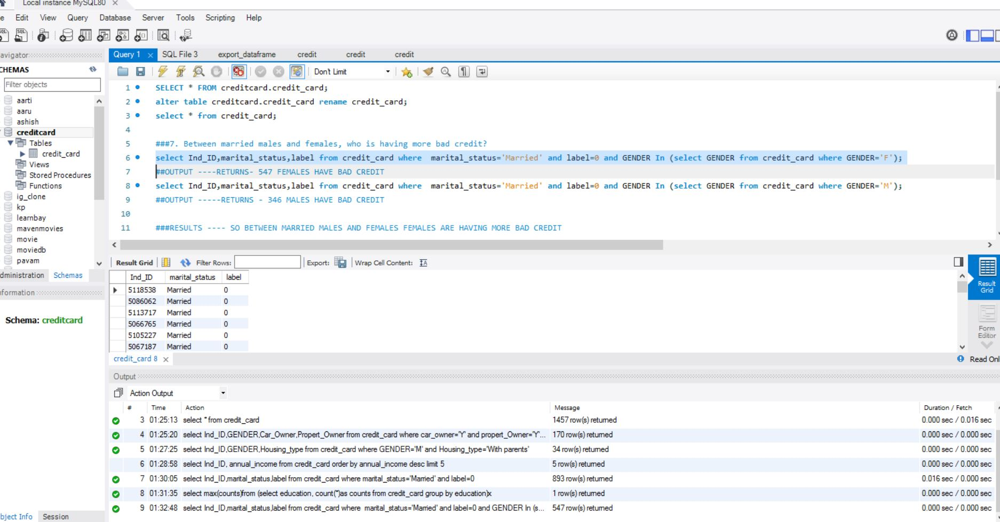 Local instance MySQL80 ×
e Edit View Query Database Server Tools Scripting Help
avigator
Query 1 × SQL File 3 export_dataframe credit credit credit
CHEMAS
Filter objects
Don't Limit
aarti
aaru
ashish
creditcard
Tables
credit_card
Views
Stored Procedures
Functions
ig_clone
kp
learnbay
mavenmovies
movie
moviedb
pavam
dministration Schemas
nformation
Schema: creditcard
bject Info Session
1 SELECT * FROM creditcard.credit_card;
2 alter table creditcard.credit_card rename credit_card;
3 select * from credit_card;
4
5 ###7. Between married males and females, who is having more bad credit?
6 select Ind_ID,marital_status,label from credit_card where  marital_status='Married' and label=0 and GENDER In (select GENDER from credit_card where GENDER='F');
7 ##OUTPUT ----RETURNS- 547 FEMALES HAVE BAD CREDIT
8 select Ind_ID,marital_status,label from credit_card where  marital_status='Married' and label=0 and GENDER In (select GENDER from credit_card where GENDER='M');
9 ##OUTPUT -----RETURNS - 346 MALES HAVE BAD CREDIT
10
11 ###RESULTS ---- SO BETWEEN MARRIED MALES AND FEMALES FEMALES ARE HAVING MORE BAD CREDIT
Result Grid Filter Rows: Export: Wrap Cell Content:
Ind_ID marital_status label
5118538 Married 0
5086062 Married 0
5113717 Married 0
5066765 Married 0
5105227 Married 0
5067187 Married 0
Result
Grid
Form
Editor
credit_card 8 × Read Onl
Output
Action Output
# Time Action Message Duration / Fetch
3 01:25:13 select * from credit_card 1457 row(s) returned 0.000 sec / 0.016 sec
4 01:25:20 select Ind_ID,GENDER,Car_Owner,Propert_Owner from credit_card where car_owner='Y' and propert_Owner='Y'... 170 row(s) returned 0.000 sec / 0.000 sec
5 01:27:25 select Ind_ID,GENDER,Housing_type from credit_card where GENDER='M' and Housing_type='With parents' 34 row(s) returned 0.000 sec / 0.000 sec
6 01:28:58 select Ind_ID, annual_income from credit_card order by annual_income desc limit 5 5 row(s) returned 0.000 sec / 0.000 sec
7 01:30:05 select Ind_ID,marital_status,label from credit_card where marital_status='Married' and label=0 893 row(s) returned 0.016 sec / 0.000 sec
8 01:31:35 select max(counts)from (select education, count(*)as counts from credit_card group by education)x 1 row(s) returned 0.000 sec / 0.000 sec
9 01:32:48 select Ind_ID,marital_status,label from credit_card where  marital_status='Married' and label=0 and GENDER In (s... 547 row(s) returned 0.000 sec / 0.000 sec